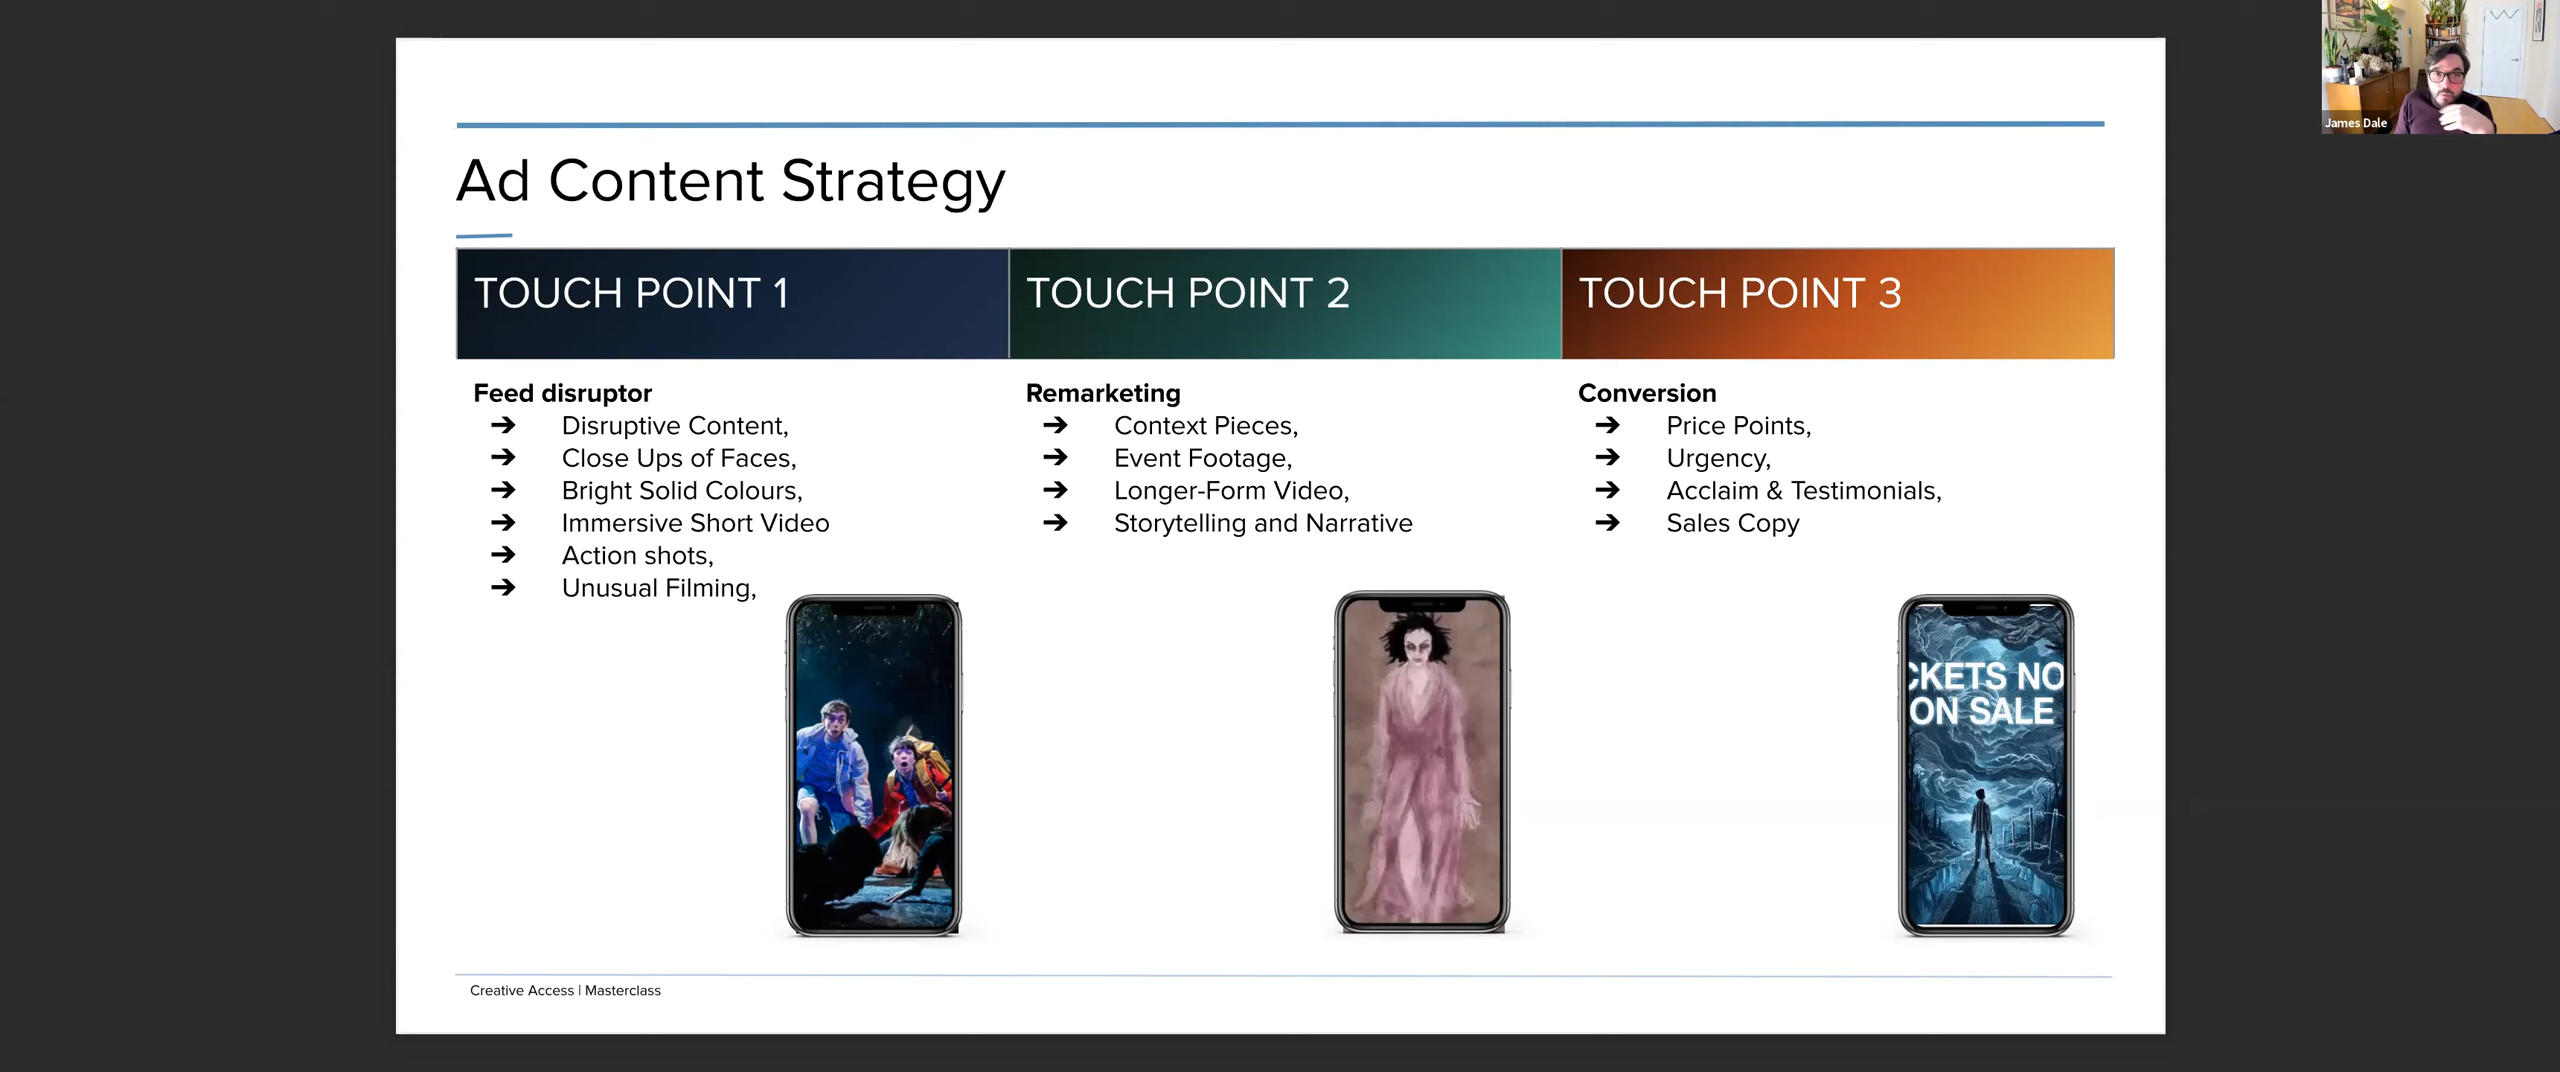 James Dale
Ad Content Strategy
TOUCH POINT 1
TOUCH POINT 2
TOUCH POINT 3
Feed disruptor
➔ Disruptive Content,
➔ Close Ups of Faces,
➔ Bright Solid Colours,
➔ Immersive Short Video
➔ Action shots,
➔ Unusual Filming,
Remarketing
➔ Context Pieces,
➔ Event Footage,
➔ Longer-Form Video,
➔ Storytelling and Narrative
Conversion
➔ Price Points,
➔ Urgency,
➔ Acclaim & Testimonials,
➔ Sales Copy
CKETS NO
ON SALE
Creative Access | Masterclass